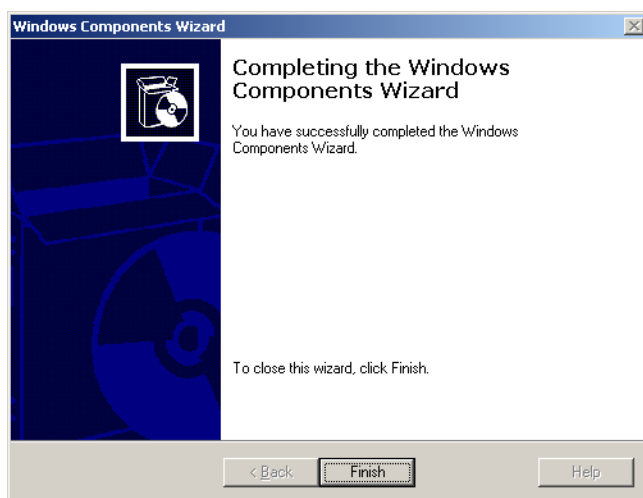 Windows Components Wizard
Completing the Windows
Components Wizard
You have successfully completed the Windows
Components Wizard.
To close this wizard, click Finish.
< Back
Finish
Help